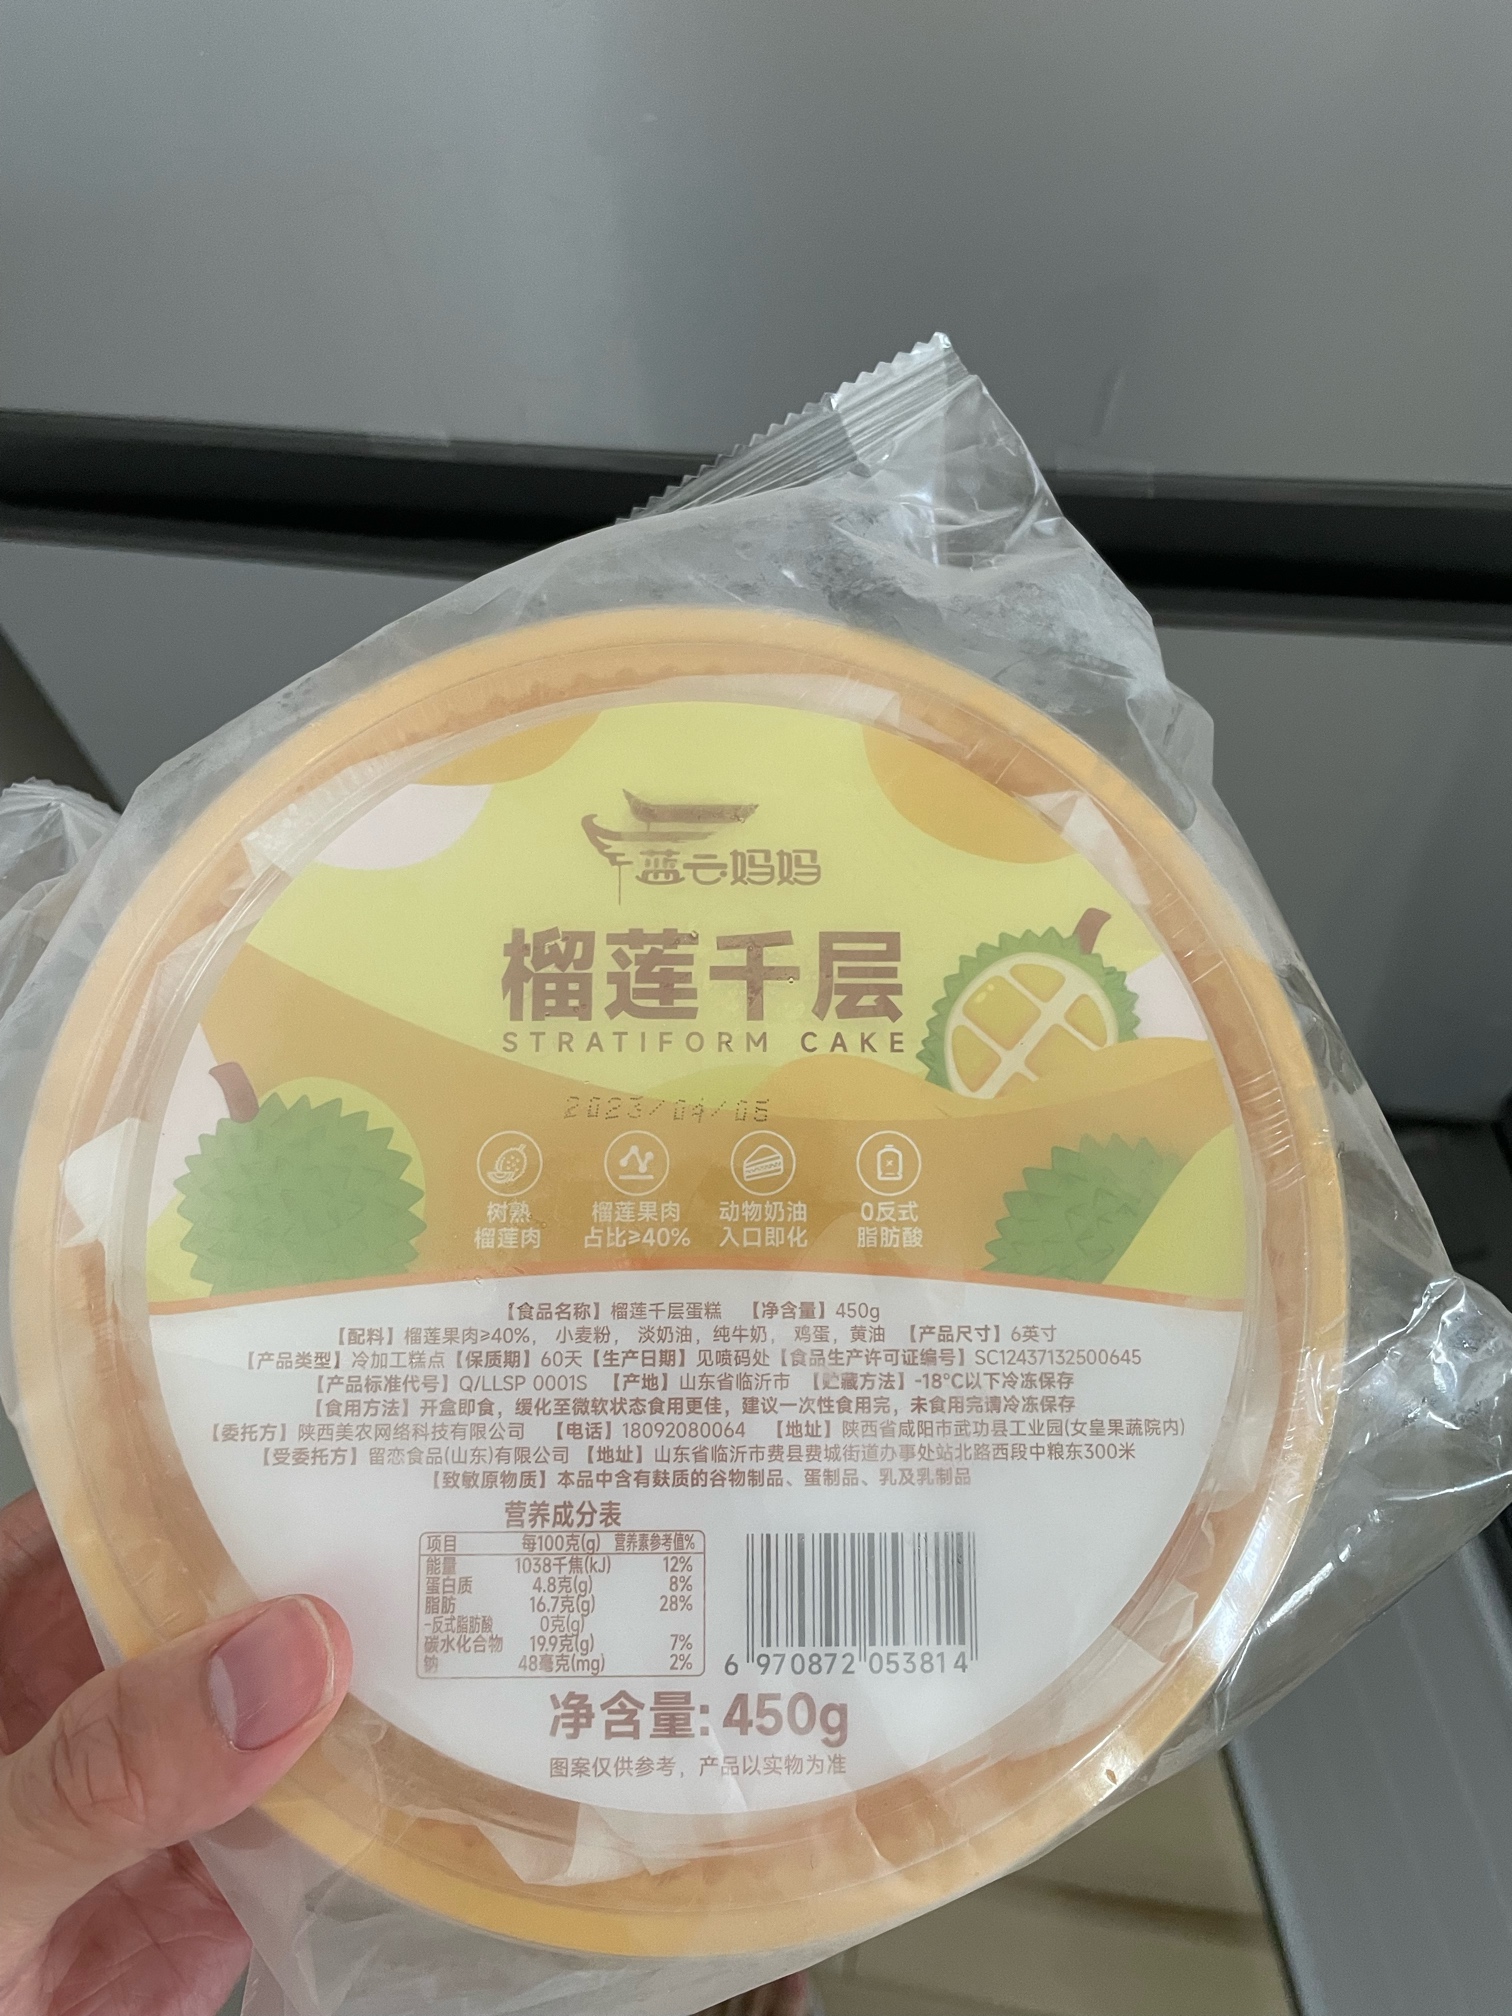 蓝云妈妈
榴莲千层
STRATIFORM CAKE
2023/04/05
树熟 榴莲果肉 动物奶油 0反式
榴莲肉 占比≥40% 入口即化 脂肪酸
【食品名称】榴莲千层蛋糕 【净含量】450g
【配料】榴莲果肉≥40%， 小麦粉， 淡奶油，纯牛奶， 鸡蛋，黄油 【产品尺寸】6英寸
【产品类型】冷加工糕点【保质期】60天【生产日期】见喷码处【食品生产许可证编号】SC12437132500645
【产品标准代号】Q/LLSP 0001S 【产地】山东省临沂市 【贮藏方法】-18°C以下冷冻保存
【食用方法】开盒即食，缓化至微软状态食用更佳，建议一次性食用完，未食用完请冷冻保存
【委托方】陕西美农网络科技有限公司 【电话】18092080064 【地址】陕西省咸阳市武功县工业园(女皇果蔬院内)
【受委托方】留恋食品(山东)有限公司 【地址】山东省临沂市费县费城街道办事处站北路西段中粮东300米
【致敏原物质】本品中含有麸质的谷物制品、蛋制品、乳及乳制品
营养成分表
项目 每100克(g) 营养素参考值%
能量 1038千焦(kJ) 12%
蛋白质 4.8克(g) 8%
脂肪 16.7克(g) 28%
-反式脂肪酸 0克(g)
碳水化合物 19.9克(g) 7%
钠 48毫克(mg) 2%
6 970872 053814
净含量: 450g
图案仅供参考，产品以实物为准